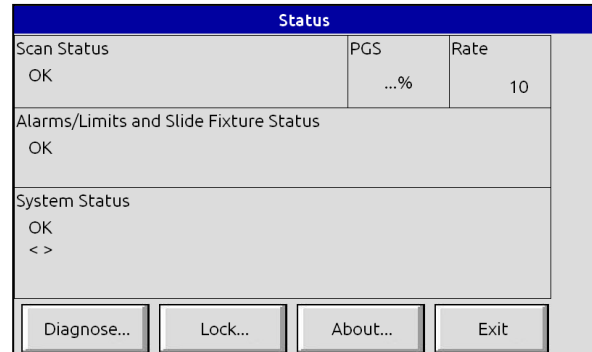 Status
Scan Status
OK
PGS
...%
Rate
10
Alarms/Limits and Slide Fixture Status
OK
System Status
OK
< >
Diagnose...
Lock...
About...
Exit